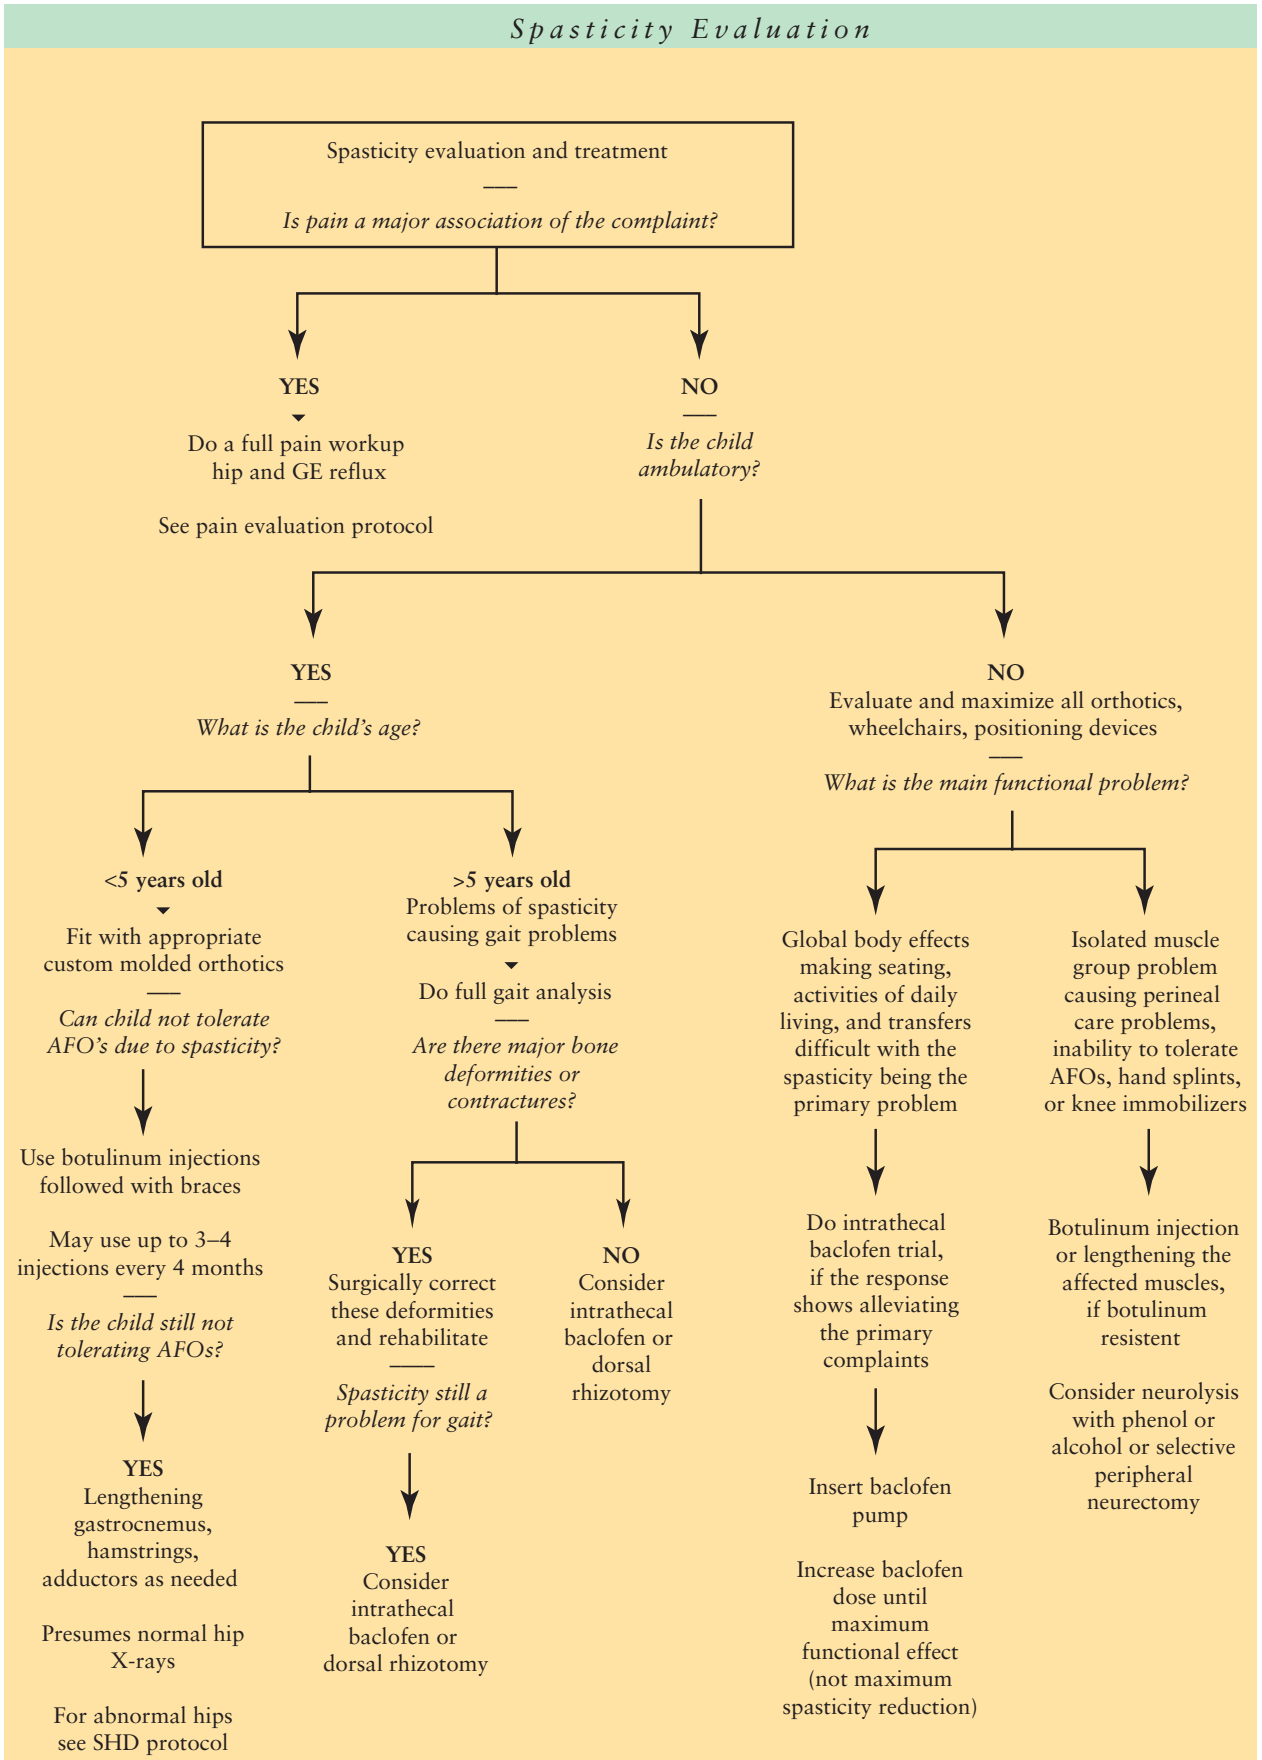 Spasticity Evaluation
Spasticity evaluation and treatment
Is pain a major association of the complaint?
YES
Do a full pain workup
hip and GE reflux
See pain evaluation protocol
NO
Is the child
ambulatory?
YES
What is the child's age?
NO
Evaluate and maximize all orthotics,
wheelchairs, positioning devices
What is the main functional problem?
<5 years old
Fit with appropriate
custom molded orthotics
Can child not tolerate
AFO's due to spasticity?
Use botulinum injections
followed with braces
May use up to 3–4
injections every 4 months
Is the child still not
tolerating AFOs?
YES
Lengthening
gastrocnemus,
hamstrings,
adductors as needed
Presumes normal hip
X-rays
For abnormal hips
see SHD protocol
>5 years old
Problems of spasticity
causing gait problems
Do full gait analysis
Are there major bone
deformities or
contractures?
YES
Surgically correct
these deformities
and rehabilitate
Spasticity still a
problem for gait?
YES
Consider
intrathecal
baclofen or
dorsal rhizotomy
NO
Consider
intrathecal
baclofen or
dorsal
rhizotomy
Global body effects
making seating,
activities of daily
living, and transfers
difficult with the
spasticity being the
primary problem
Do intrathecal
baclofen trial,
if the response
shows alleviating
the primary
complaints
Insert baclofen
pump
Increase baclofen
dose until
maximum
functional effect
(not maximum
spasticity reduction)
Isolated muscle
group problem
causing perineal
care problems,
inability to tolerate
AFOs, hand splints,
or knee immobilizers
Botulinum injection
or lengthening the
affected muscles,
if botulinum
resistent
Consider neurolysis
with phenol or
alcohol or selective
peripheral
neurectomy